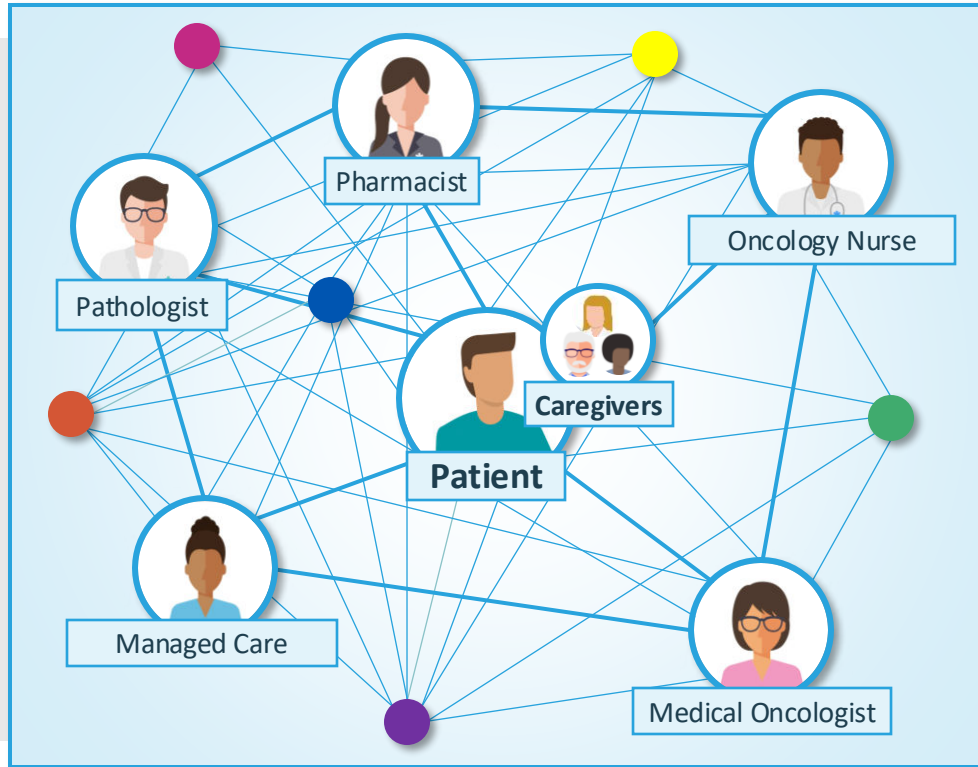 Pharmacist
Oncology Nurse
Pathologist
Caregivers
Patient
Managed Care
Medical Oncologist